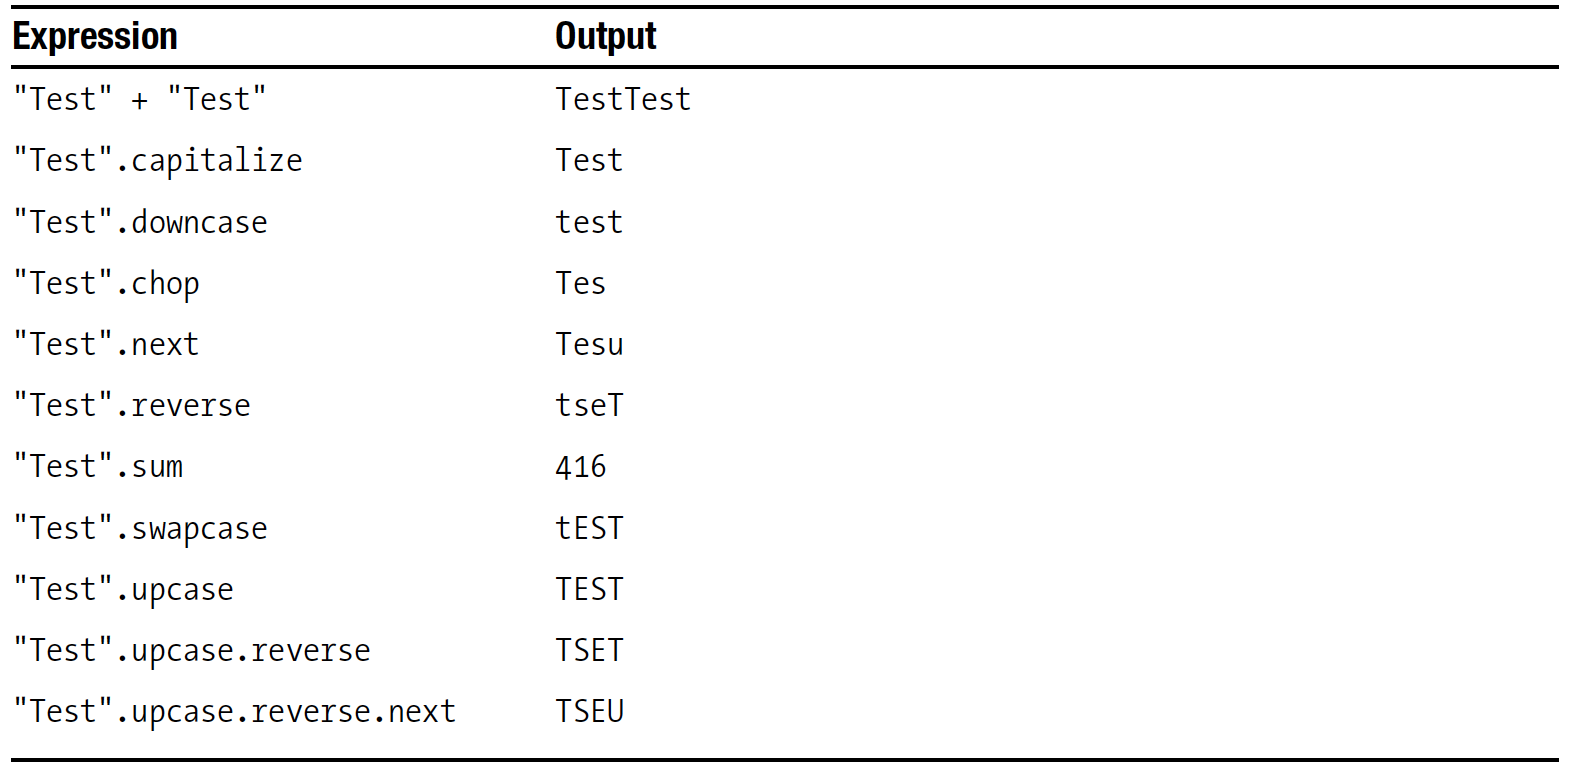 Expression Output
"Test" + "Test" TestTest
"Test".capitalize Test
"Test".downcase test
"Test".chop Tes
"Test".next Tesu
"Test".reverse tseT
"Test".sum 416
"Test".swapcase tEST
"Test".upcase TEST
"Test".upcase.reverse TSET
"Test".upcase.reverse.next TSEU